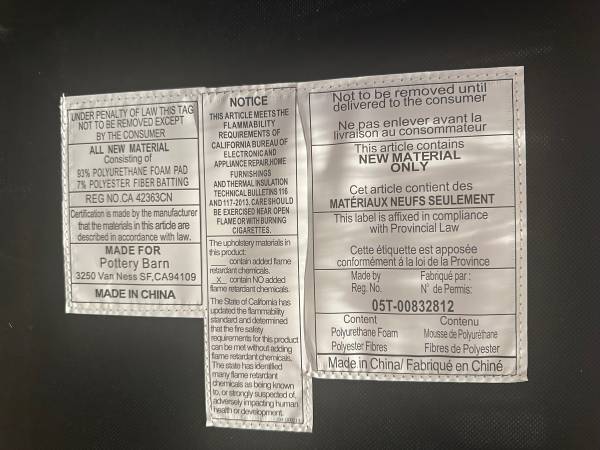 UNDER PENALTY OF LAW THIS TAG
NOT TO BE REMOVED EXCEPT
BY THE CONSUMER
ALL NEW MATERIAL
Consisting of
93% POLYURETHANE FOAM PAD
7% POLYESTER FIBER BATTING
REG NO.CA 42363CN
Certification is made by the manufacturer
that the materials in this article are
described in accordance with law.
MADE FOR
Pottery Barn
3250 Van Ness SF,CA94109
MADE IN CHINA
NOTICE
THIS ARTICLE MEETS THE
FLAMMABILITY
REQUIREMENTS OF
CALIFORNIA BUREAU OF
ELECTRONIC AND
APPLIANCE REPAIR,HOME
FURNISHINGS
AND THERMAL INSULATION
TECHNICAL BULLETINS 116
AND 117-2013. CARE SHOULD
BE EXERCISED NEAR OPEN
FLAME OR WITH BURNNG
CIGARETTES.
The upholstery materials in
this product:
____ contain added flame
retardant chemicals.
_X_ contain NO added
flame retardant chemicals.
The State of California has
updated the flammability
standard and determined
that the fire safety
requirements for this product
can be met without adding
flame retardant chemicals.
The state has identified
many flame retardant
chemicals as being known
to, or strongly suspected of,
adversely impacting human
health or development.
Not to be removed until
delivered to the consumer
Ne pas enlever avant la
livraison au consommateur
This article contains
NEW MATERIAL
ONLY
Cet article contient des
MATÉRIAUX NEUFS SEULEMENT
This label is affixed in compliance
with Provincial Law
Cette étiquette est apposée
conformément á la loi de la Province
Made by Fabriqué par :
Reg. No. N° de Permis:
05T-00832812
Content Contenu
Polyurethane Foam Mousse de Polyuréthane
Polyester Fibres Fibres de Polyester
Made in China/ Fabriqué en Chiné